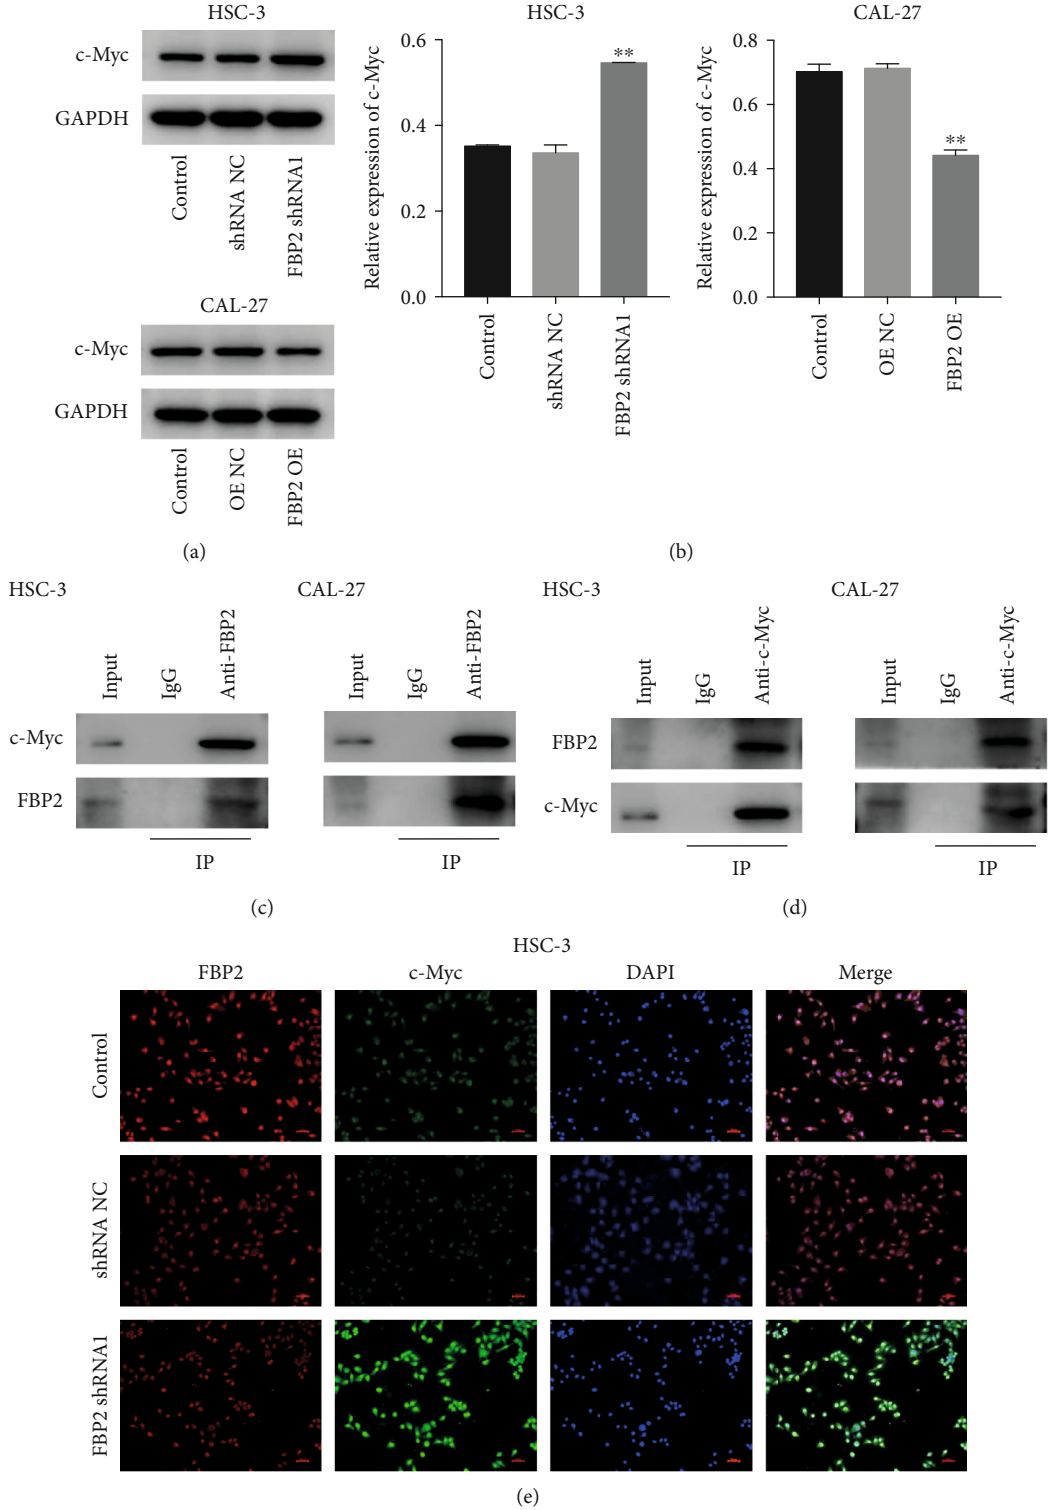 HSC-3
c-Myc
GAPDH
Control
shRNA NC
FBP2 shRNA1
CAL-27
c-Myc
GAPDH
Control
OE NC
FBP2 OE
(a)
HSC-3
Relative expression of c-Myc
0.6
0.4
0.2
0.0
**
Control
shRNA NC
FBP2 shRNA1
CAL-27
Relative expression of c-Myc
0.8
0.6
0.4
0.2
0.0
**
Control
OE NC
FBP2 OE
(b)
HSC-3
Input
IgG
Anti-FBP2
c-Myc
FBP2
IP
CAL-27
Input
IgG
Anti-FBP2
IP
(c)
HSC-3
Input
IgG
Anti-c-Myc
FBP2
c-Myc
IP
CAL-27
Input
IgG
Anti-c-Myc
IP
(d)
HSC-3
FBP2
c-Myc
DAPI
Merge
Control
shRNA NC
FBP2 shRNA1
(e)